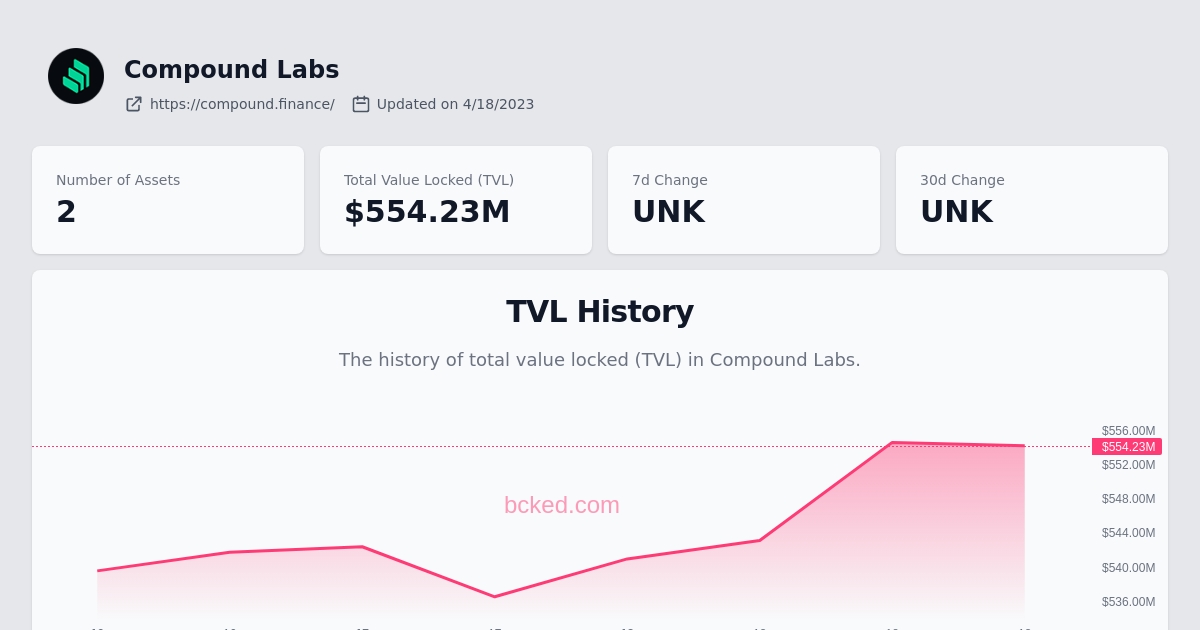 Compound Labs
https://compound.finance/ Updated on 4/18/2023
Number of Assets
2
Total Value Locked (TVL)
$554.23M
7d Change
UNK
30d Change
UNK
TVL History
The history of total value locked (TVL) in Compound Labs.
$556.00M
$554.23M
$552.00M
bcked.com
$548.00M
$544.00M
$540.00M
$536.00M